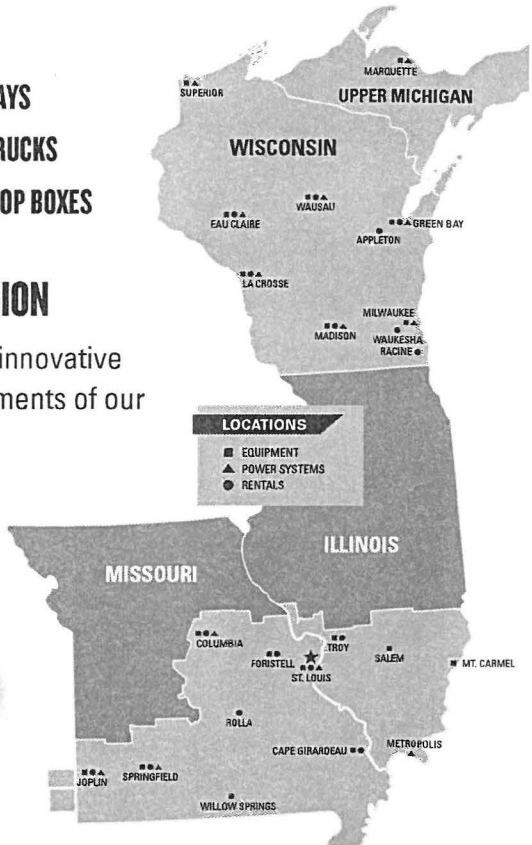 AYS
RUCKS
OP BOXES
ION
innovative
ments of our
MARQUETTE
SUPERIOR
UPPER MICHIGAN
WISCONSIN
WAUSAU
EAU CLAIRE
GREEN BAY
APPLETON
LA CROSSE
MILWAUKEE
MADISON
WAUKESHA
RACINE
LOCATIONS
EQUIPMENT
POWER SYSTEMS
RENTALS
ILLINOIS
MISSOURI
COLUMBIA
TROY
FORISTELL
SALEM
MT. CARMEL
ST. LOUIS
ROLLA
CAPE GIRARDEAU
METROPOLIS
JOPLIN
SPRINGFIELD
WILLOW SPRINGS